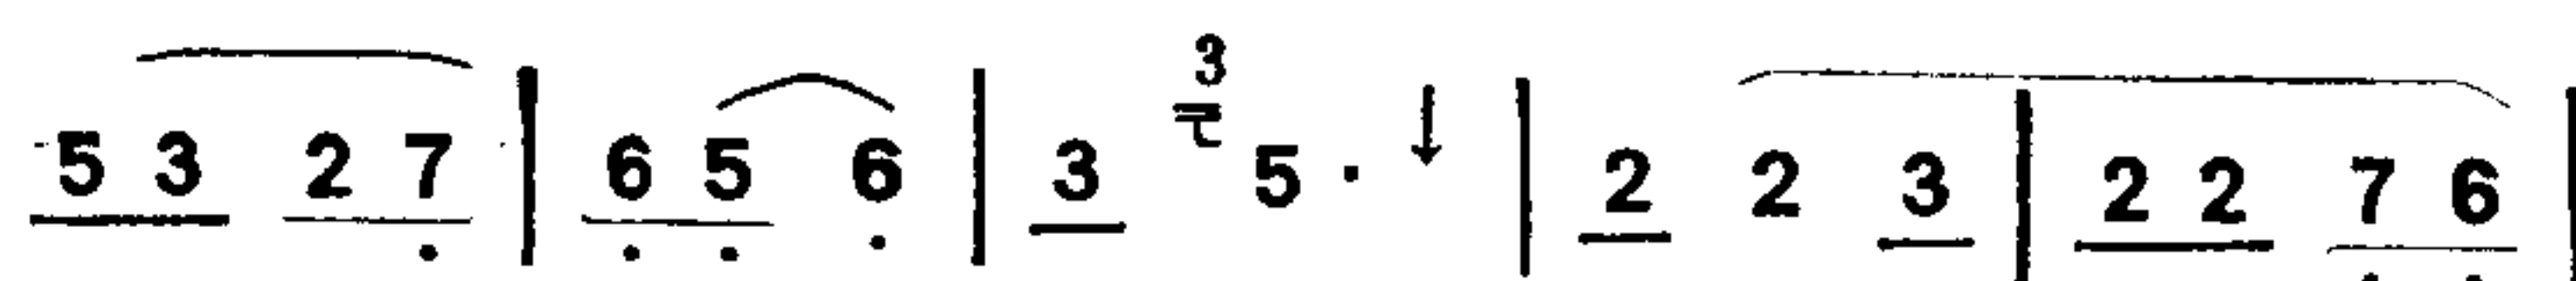 5 3 2 7 | 6 5 6 | 3 3 5 · ↓ | 2 2 3 | 2 2 7 6 |